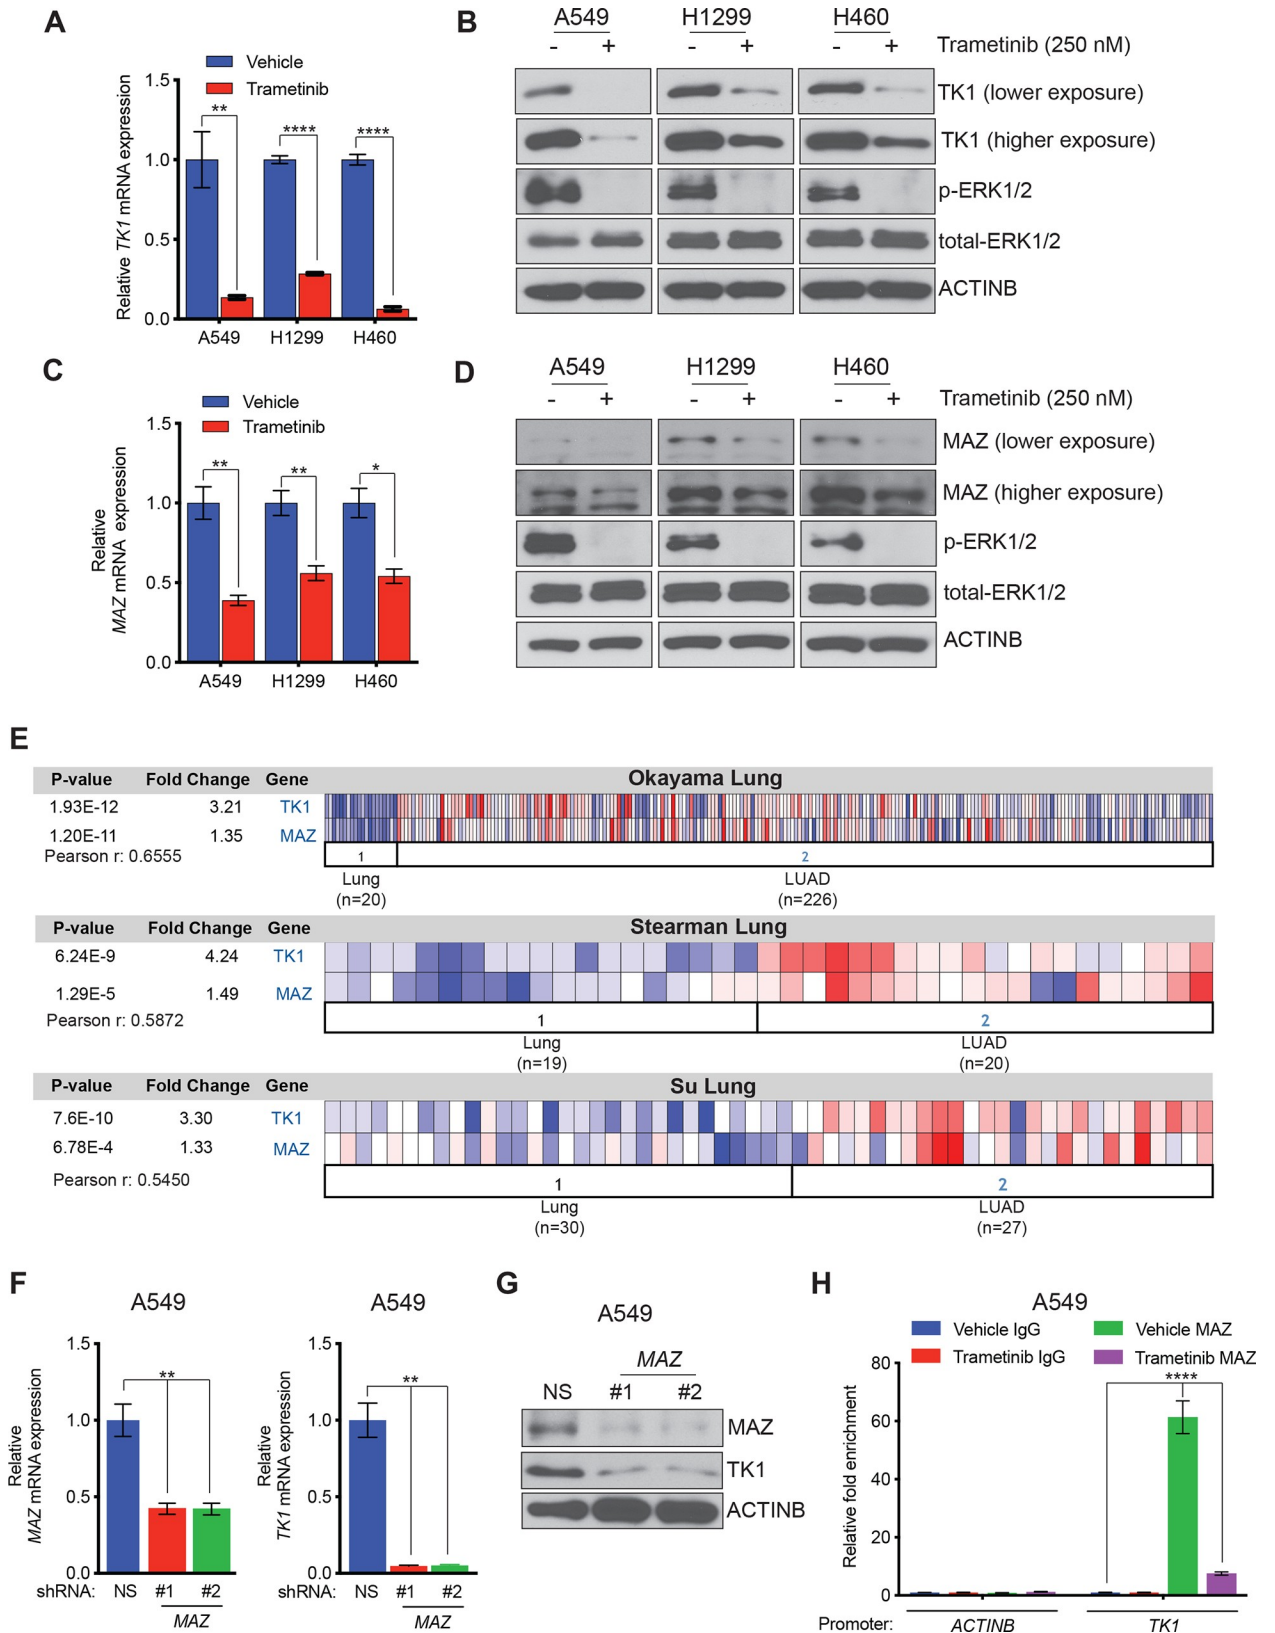 A
Vehicle
Trametinib
Relative TK1 mRNA expression
1.5
1.0
0.5
0.0
**
****
****
A549
H1299
H460
B
A549
H1299
H460
- + - + - +
Trametinib (250 nM)
TK1 (lower exposure)
TK1 (higher exposure)
p-ERK1/2
total-ERK1/2
ACTINB
C
Vehicle
Trametinib
Relative
MAZ mRNA expression
1.5
1.0
0.5
0.0
**
**
*
A549
H1299
H460
D
A549
H1299
H460
- + - + - +
Trametinib (250 nM)
MAZ (lower exposure)
MAZ (higher exposure)
p-ERK1/2
total-ERK1/2
ACTINB
E
P-value Fold Change Gene Okayama Lung
1.93E-12 3.21 TK1
1.20E-11 1.35 MAZ
Pearson r: 0.6555
1 2
Lung LUAD
(n=20) (n=226)
P-value Fold Change Gene Stearman Lung
6.24E-9 4.24 TK1
1.29E-5 1.49 MAZ
Pearson r: 0.5872
1 2
Lung LUAD
(n=19) (n=20)
P-value Fold Change Gene Su Lung
7.6E-10 3.30 TK1
6.78E-4 1.33 MAZ
Pearson r: 0.5450
1 2
Lung LUAD
(n=30) (n=27)
F
A549
Relative
MAZ mRNA expression
1.5
1.0
0.5
0.0
**
shRNA: NS #1 #2
MAZ
A549
Relative
TK1 mRNA expression
1.5
1.0
0.5
0.0
**
shRNA: NS #1 #2
MAZ
G
A549
MAZ
NS #1 #2
MAZ
TK1
ACTINB
H
A549
Vehicle IgG
Vehicle MAZ
Trametinib IgG
Trametinib MAZ
Relative fold enrichment
80
60
40
20
0
****
Promoter: ACTINB TK1